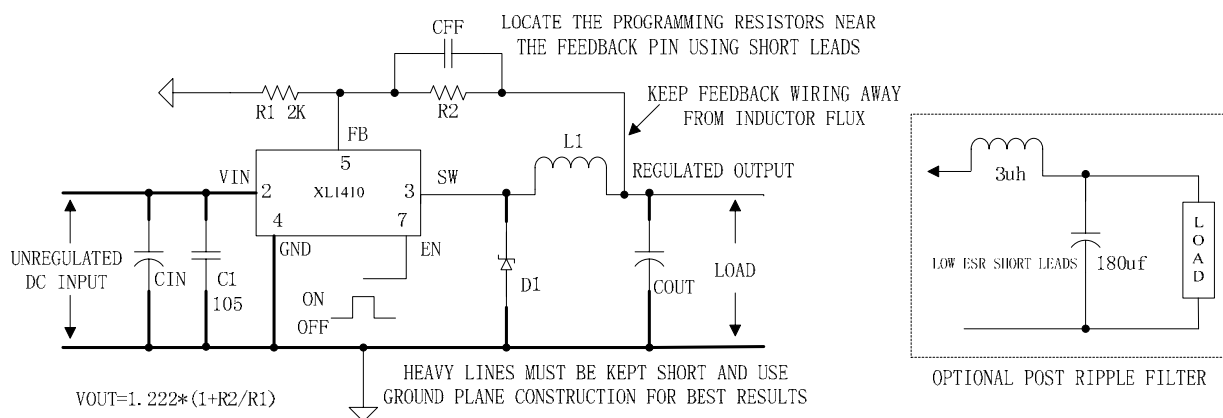 LOCATE THE PROGRAMMING RESISTORS NEAR
THE FEEDBACK PIN USING SHORT LEADS
CFF
R1 2K
R2
KEEP FEEDBACK WIRING AWAY
FROM INDUCTOR FLUX
FB
5
L1
VIN
2
XL1410
3
SW
REGULATED OUTPUT
4
7
GND
EN
UNREGULATED
DC INPUT
CIN
C1
105
ON
OFF
D1
COUT
LOAD
HEAVY LINES MUST BE KEPT SHORT AND USE
GROUND PLANE CONSTRUCTION FOR BEST RESULTS
VOUT=1.222*(1+R2/R1)
3uh
LOW ESR SHORT LEADS
180uf
LOAD
OPTIONAL POST RIPPLE FILTER